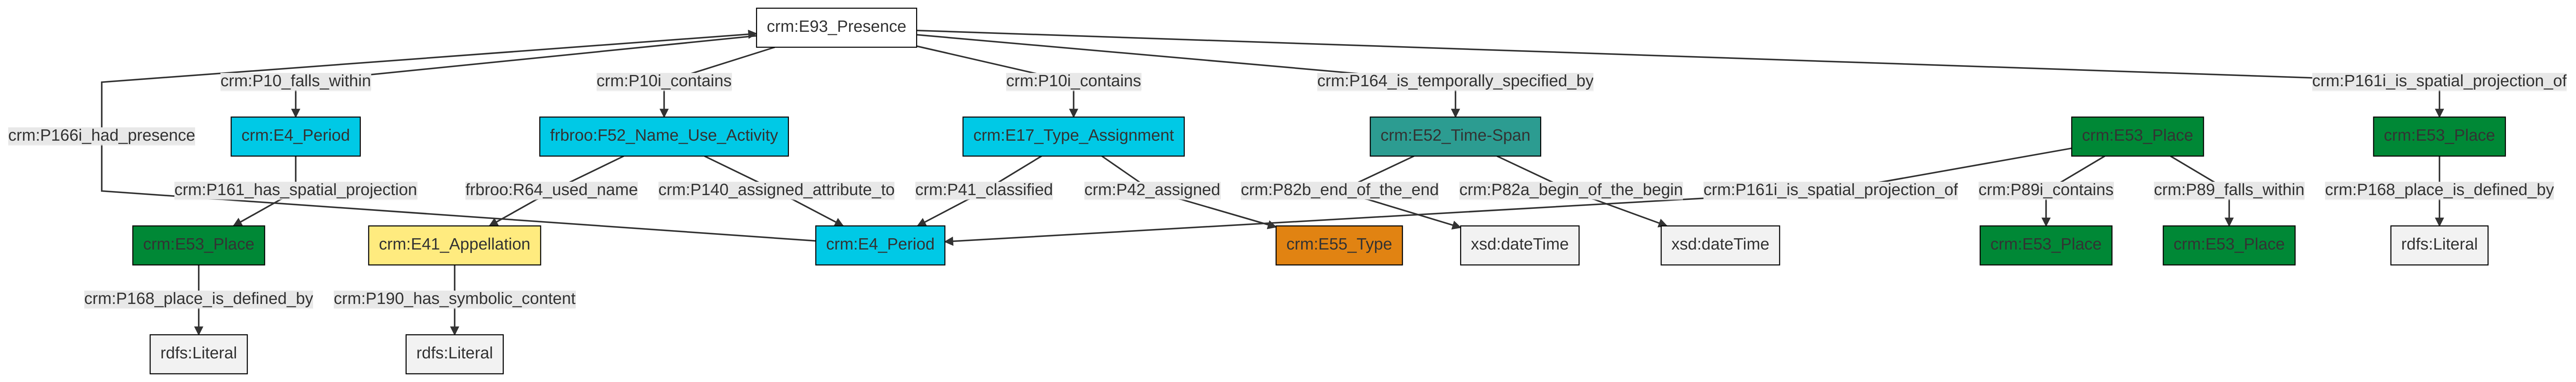 crm:E93_Presence
crm:P10_falls_within
crm:P10i_contains
crm:P10i_contains
crm:P164_is_temporally_specified_by
crm:P161i_is_spatial_projection_of
crm:P166i_had_presence
crm:E4_Period
frbroo:F52_Name_Use_Activity
crm:E17_Type_Assignment
crm:E52_Time-Span
crm:E53_Place
crm:E53_Place
crm:P161_has_spatial_projection
frbroo:R64_used_name
crm:P140_assigned_attribute_to
crm:P41_classified
crm:P42_assigned
crm:P82b_end_of_the_end
crm:P82a_begin_of_the_begin
crm:P161i_is_spatial_projection_of
crm:P89i_contains
crm:P89_falls_within
crm:P168_place_is_defined_by
crm:E53_Place
crm:E41_Appellation
crm:E4_Period
crm:E55_Type
xsd:dateTime
xsd:dateTime
crm:E53_Place
crm:E53_Place
rdfs:Literal
crm:P168_place_is_defined_by
crm:P190_has_symbolic_content
rdfs:Literal
rdfs:Literal